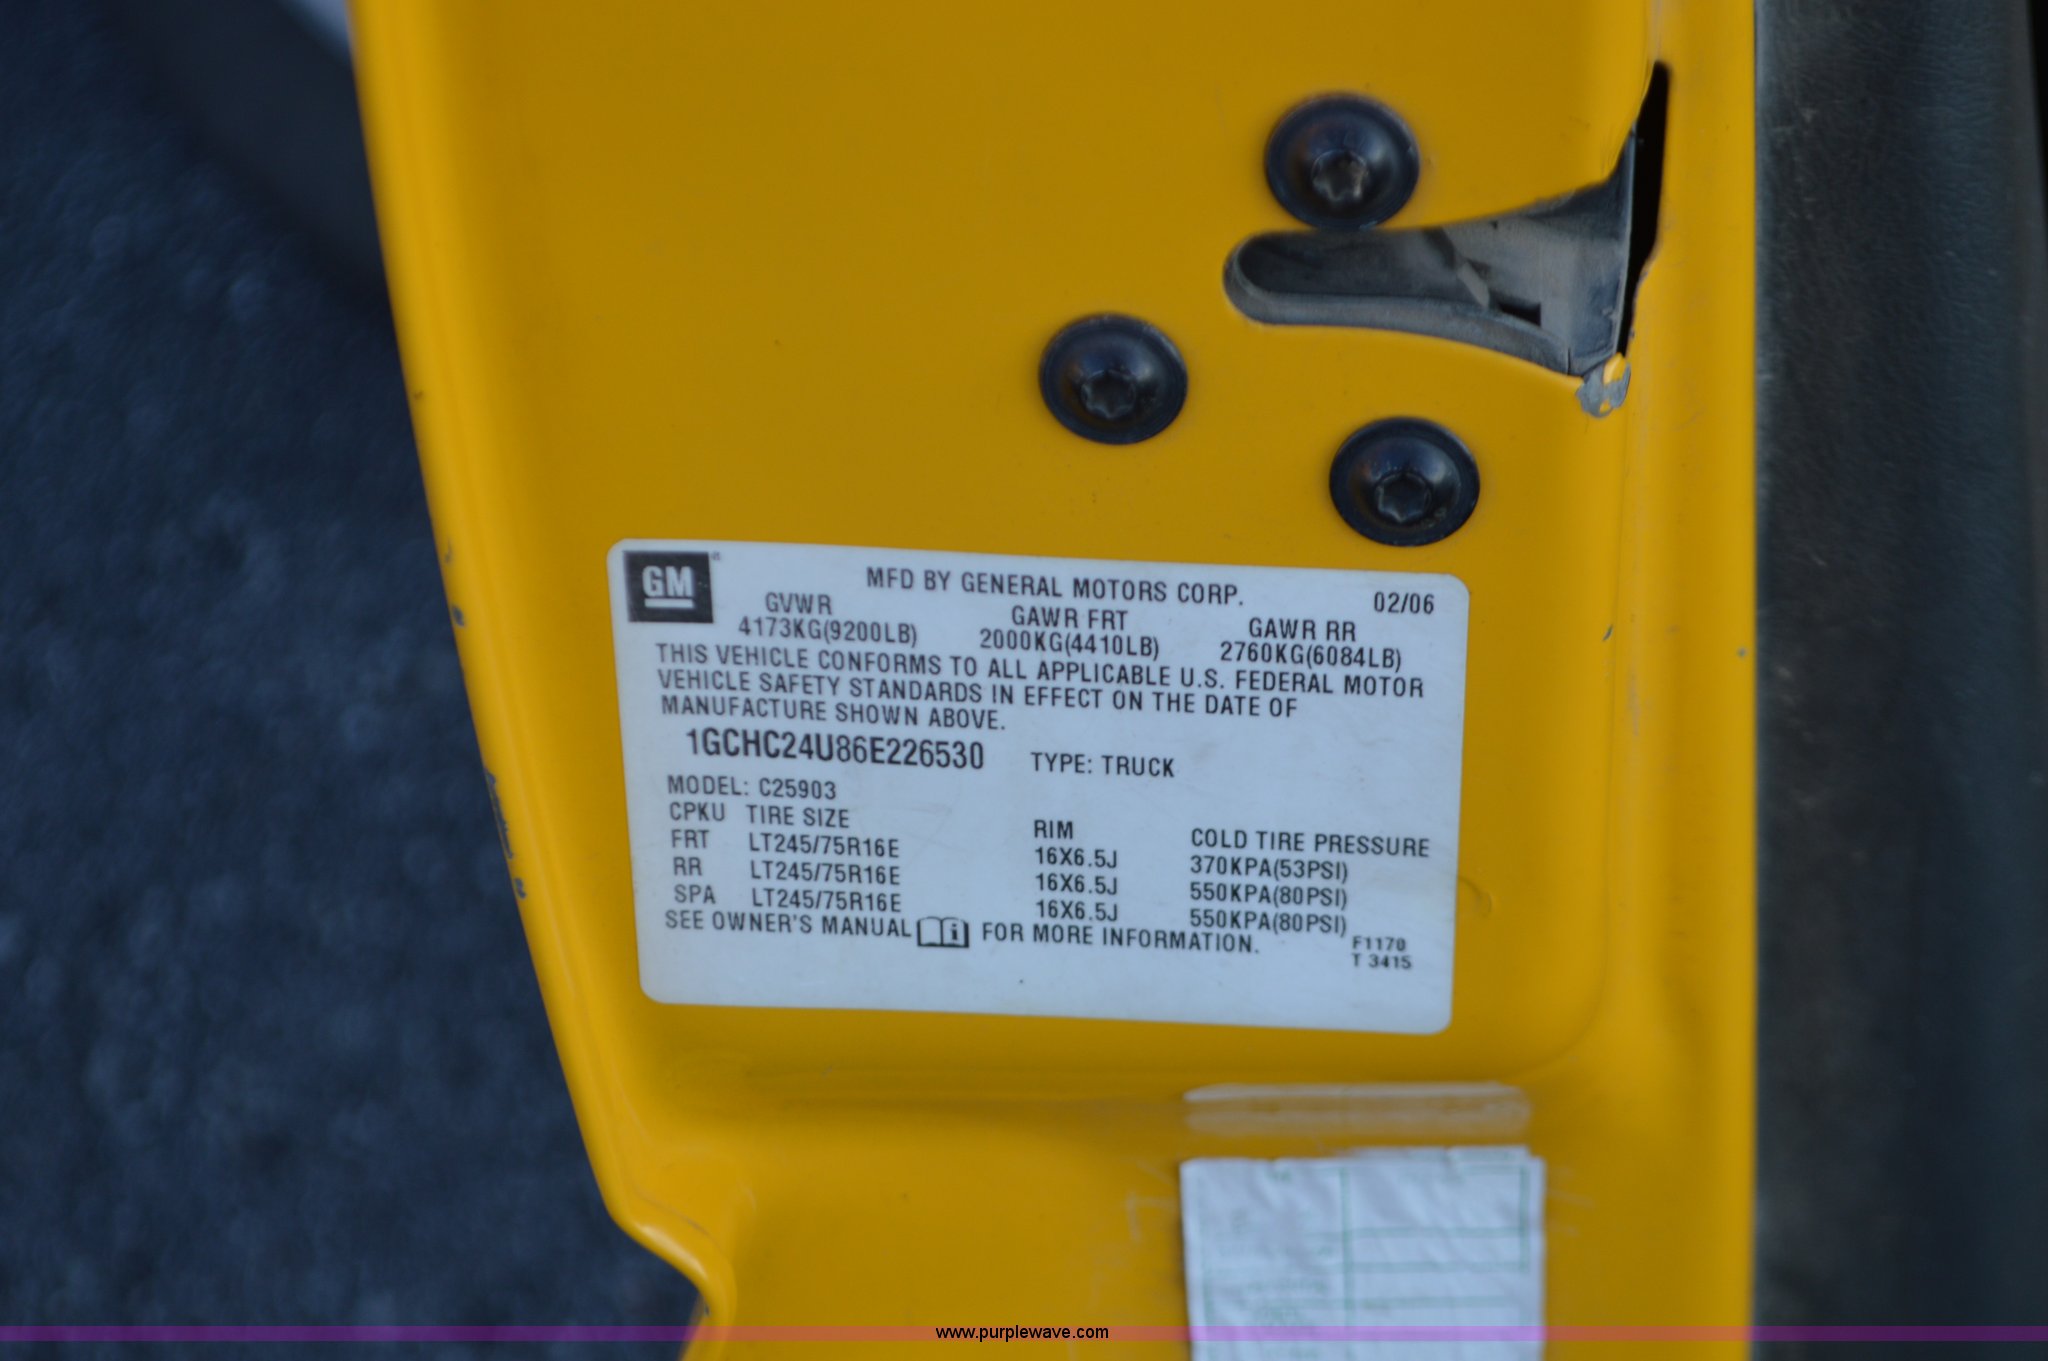 GM
MFD BY GENERAL MOTORS CORP. 02/06
GVWR GAWR FRT GAWR RR
4173KG(9200LB) 2000KG(4410LB) 2760KG(6084LB)
THIS VEHICLE CONFORMS TO ALL APPLICABLE U.S. FEDERAL MOTOR
VEHICLE SAFETY STANDARDS IN EFFECT ON THE DATE OF
MANUFACTURE SHOWN ABOVE.
1GCHC24U86E226530 TYPE: TRUCK
MODEL: C25903
CPKU TIRE SIZE RIM COLD TIRE PRESSURE
FRT LT245/75R16E 16X6.5J 370KPA(53PSI)
RR LT245/75R16E 16X6.5J 550KPA(80PSI)
SPA LT245/75R16E 16X6.5J 550KPA(80PSI)
SEE OWNER'S MANUAL i FOR MORE INFORMATION.
F1170
T 3415
www.purplewave.com